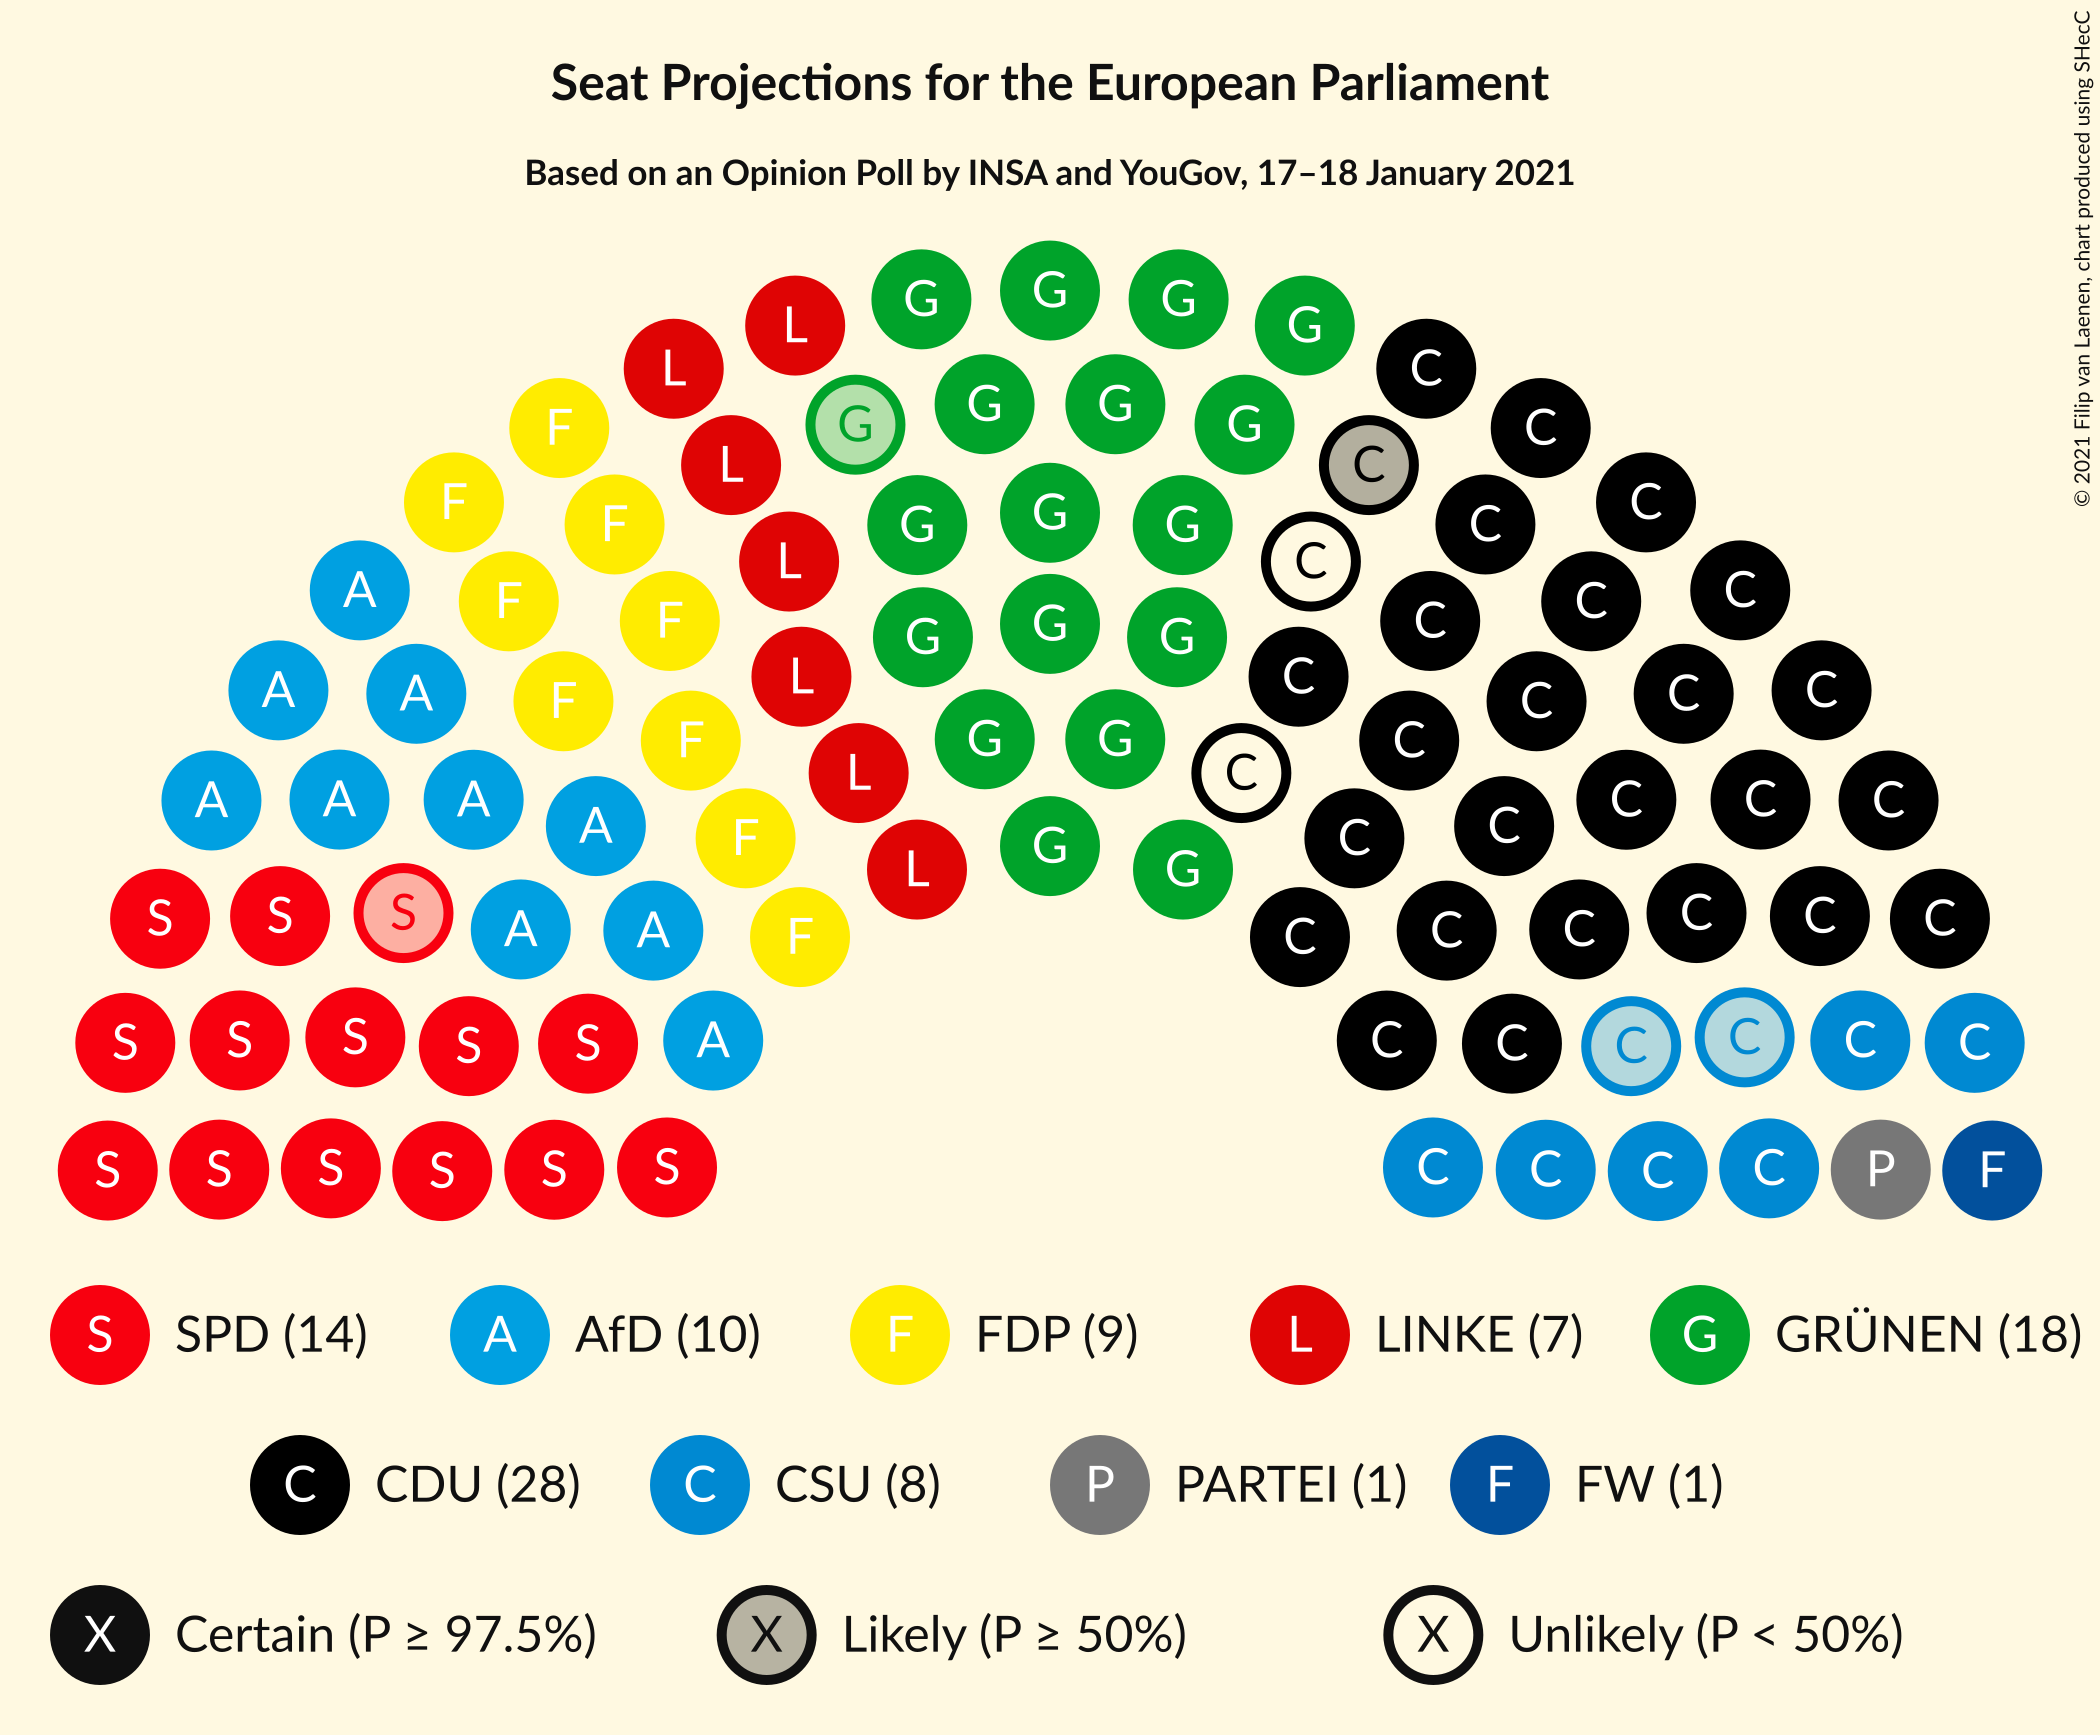 © 2021 Filip van Laenen, chart produced using SHecC
Seat Projections for the European Parliament
Based on an Opinion Poll by INSA and YouGov, 17–18 January 2021
G G G
L G
L C
G G
F G G C
L C
F G C
F G G C
L C
A F C C
F G C
G G
L C
A A F C C C
F G G C
L C
A A A C C C
A F G C C
L G
S S S A A F C C C C C C
S S S S S A C C C C C C
S S S S S S C C C C P F
S SPD (14) A AfD (10) F FDP (9) L LINKE (7) G GRÜNEN (18)
C CDU (28) C CSU (8) P PARTEI (1) F FW (1)
X Certain (P ≥ 97.5%) X Likely (P ≥ 50%) X Unlikely (P < 50%)